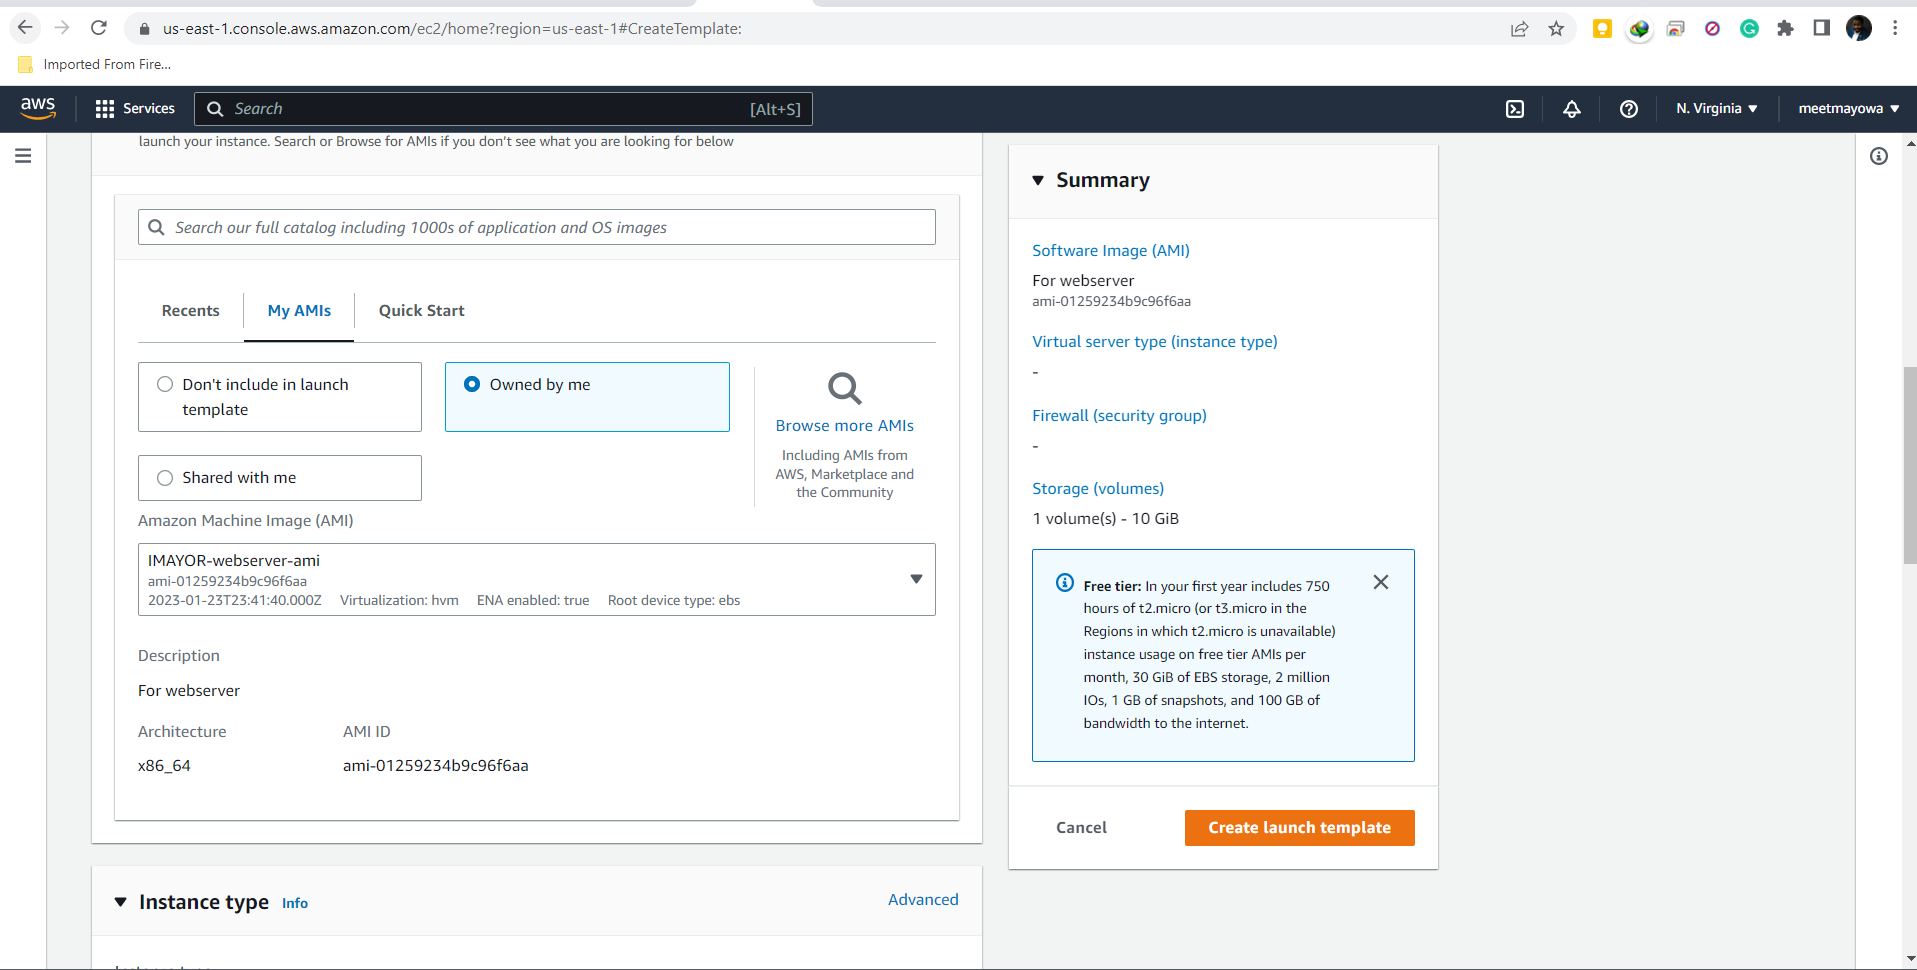 us-east-1.console.aws.amazon.com/ec2/home?region=us-east-1#CreateTemplate:
Imported From Fire...
aws
Services
Search
[Alt+S]
N. Virginia
meetmayowa
launch your instance. Search or Browse for AMIs if you don't see what you are looking for below
Search our full catalog including 1000s of application and OS images
Recents
My AMIs
Quick Start
Don't include in launch
template
Owned by me
Shared with me
Browse more AMIs
Including AMIs from
AWS, Marketplace and
the Community
Amazon Machine Image (AMI)
IMAYOR-webserver-ami
ami-01259234b9c96f6aa
2023-01-23T23:41:40.000Z Virtualization: hvm ENA enabled: true Root device type: ebs
Description
For webserver
Architecture
AMI ID
x86_64
ami-01259234b9c96f6aa
Instance type Info
Advanced
Summary
Software Image (AMI)
For webserver
ami-01259234b9c96f6aa
Virtual server type (instance type)
-
Firewall (security group)
-
Storage (volumes)
1 volume(s) - 10 GiB
Free tier: In your first year includes 750
hours of t2.micro (or t3.micro in the
Regions in which t2.micro is unavailable)
instance usage on free tier AMIs per
month, 30 GiB of EBS storage, 2 million
IOs, 1 GB of snapshots, and 100 GB of
bandwidth to the internet.
Cancel
Create launch template